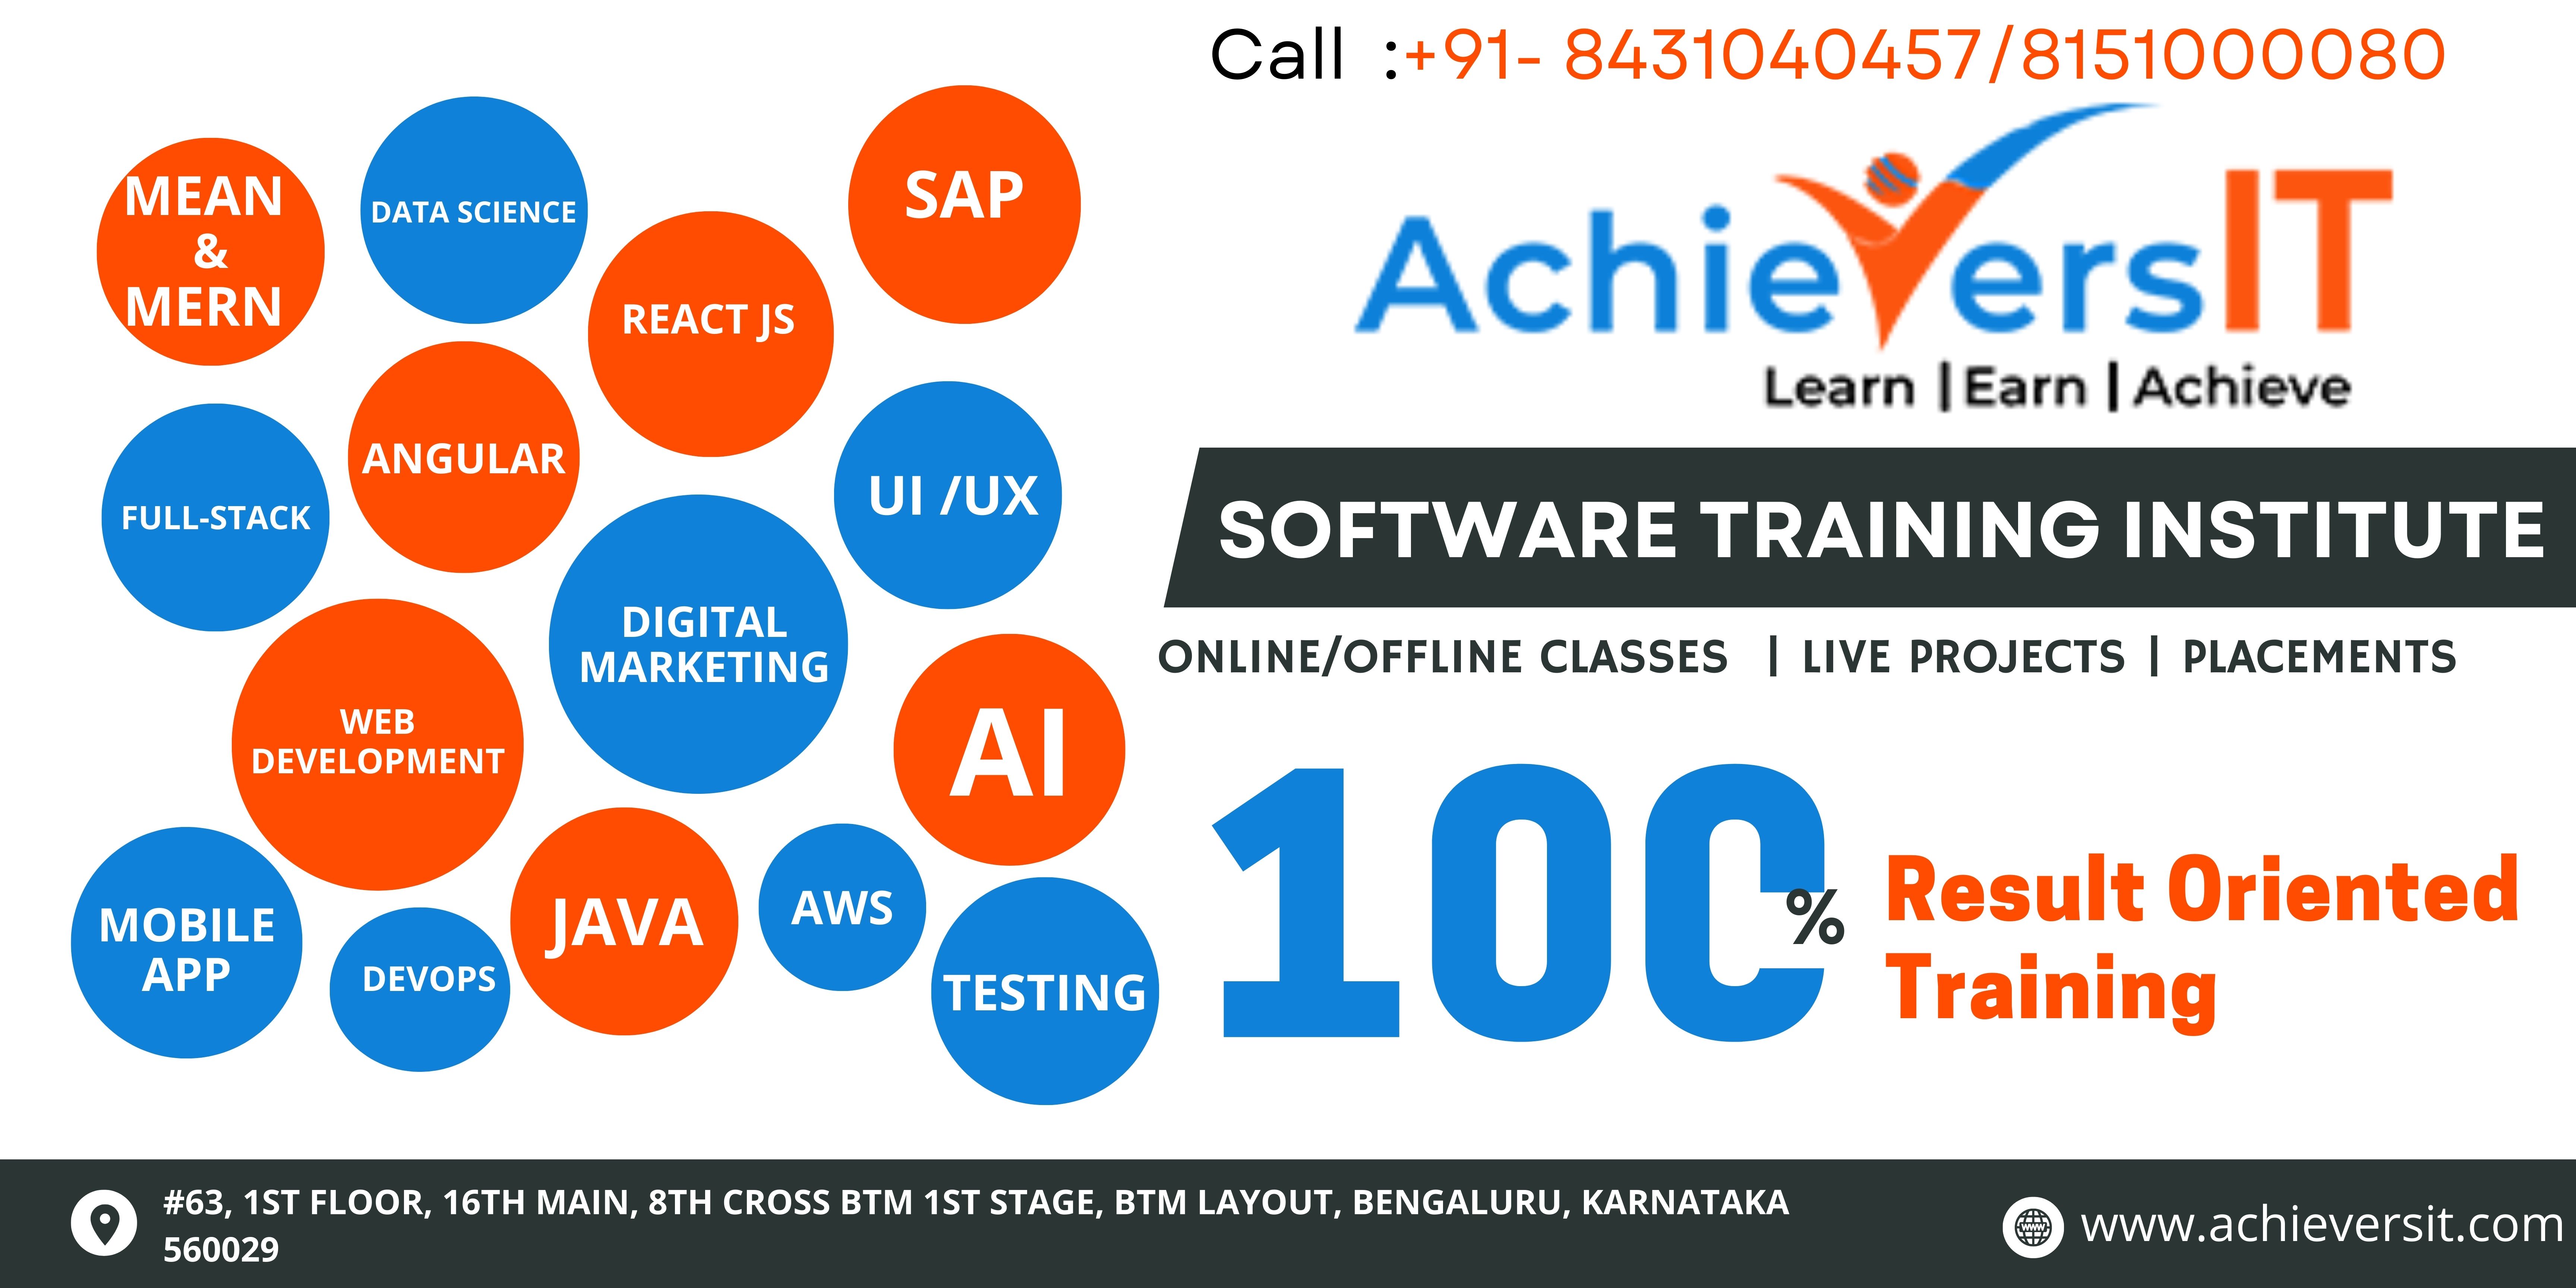 Call :+91- 8431040457/8151000080
AchieversIT
Learn | Earn | Achieve
SOFTWARE TRAINING INSTITUTE
ONLINE/OFFLINE CLASSES | LIVE PROJECTS | PLACEMENTS
100%
Result Oriented
Training
MEAN
&
MERN
DATA SCIENCE
REACT JS
SAP
FULL-STACK
ANGULAR
UI /UX
DIGITAL
MARKETING
WEB
DEVELOPMENT
AI
MOBILE
APP
DEVOPS
JAVA
AWS
TESTING
#63, 1ST FLOOR, 16TH MAIN, 8TH CROSS BTM 1ST STAGE, BTM LAYOUT, BENGALURU, KARNATAKA
560029
WWW
www.achieversit.com